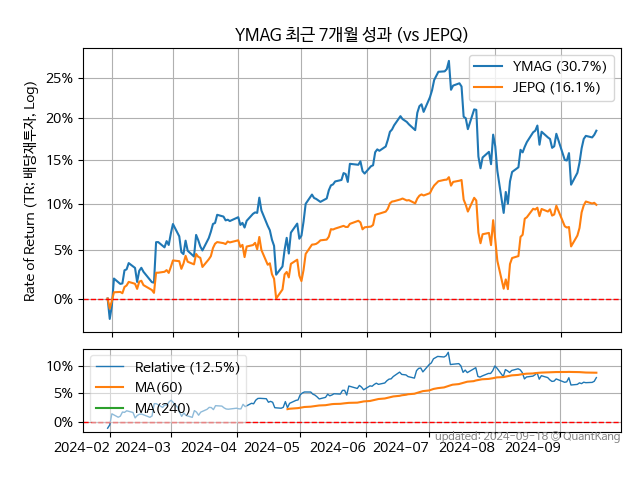 YMAG 최근 7개월 성과 (vs JEPQ)
Rate of Return (TR: 배당재투자, Log)
25%
20%
15%
10%
5%
0%
YMAG (30.7%)
JEPQ (16.1%)
10%
5%
0%
Relative (12.5%)
MA(60)
MA(240)
2024-02 2024-03 2024-04 2024-05 2024-06 2024-07 2024-08 2024-09
updated: 2024-09-18 © QuantKang